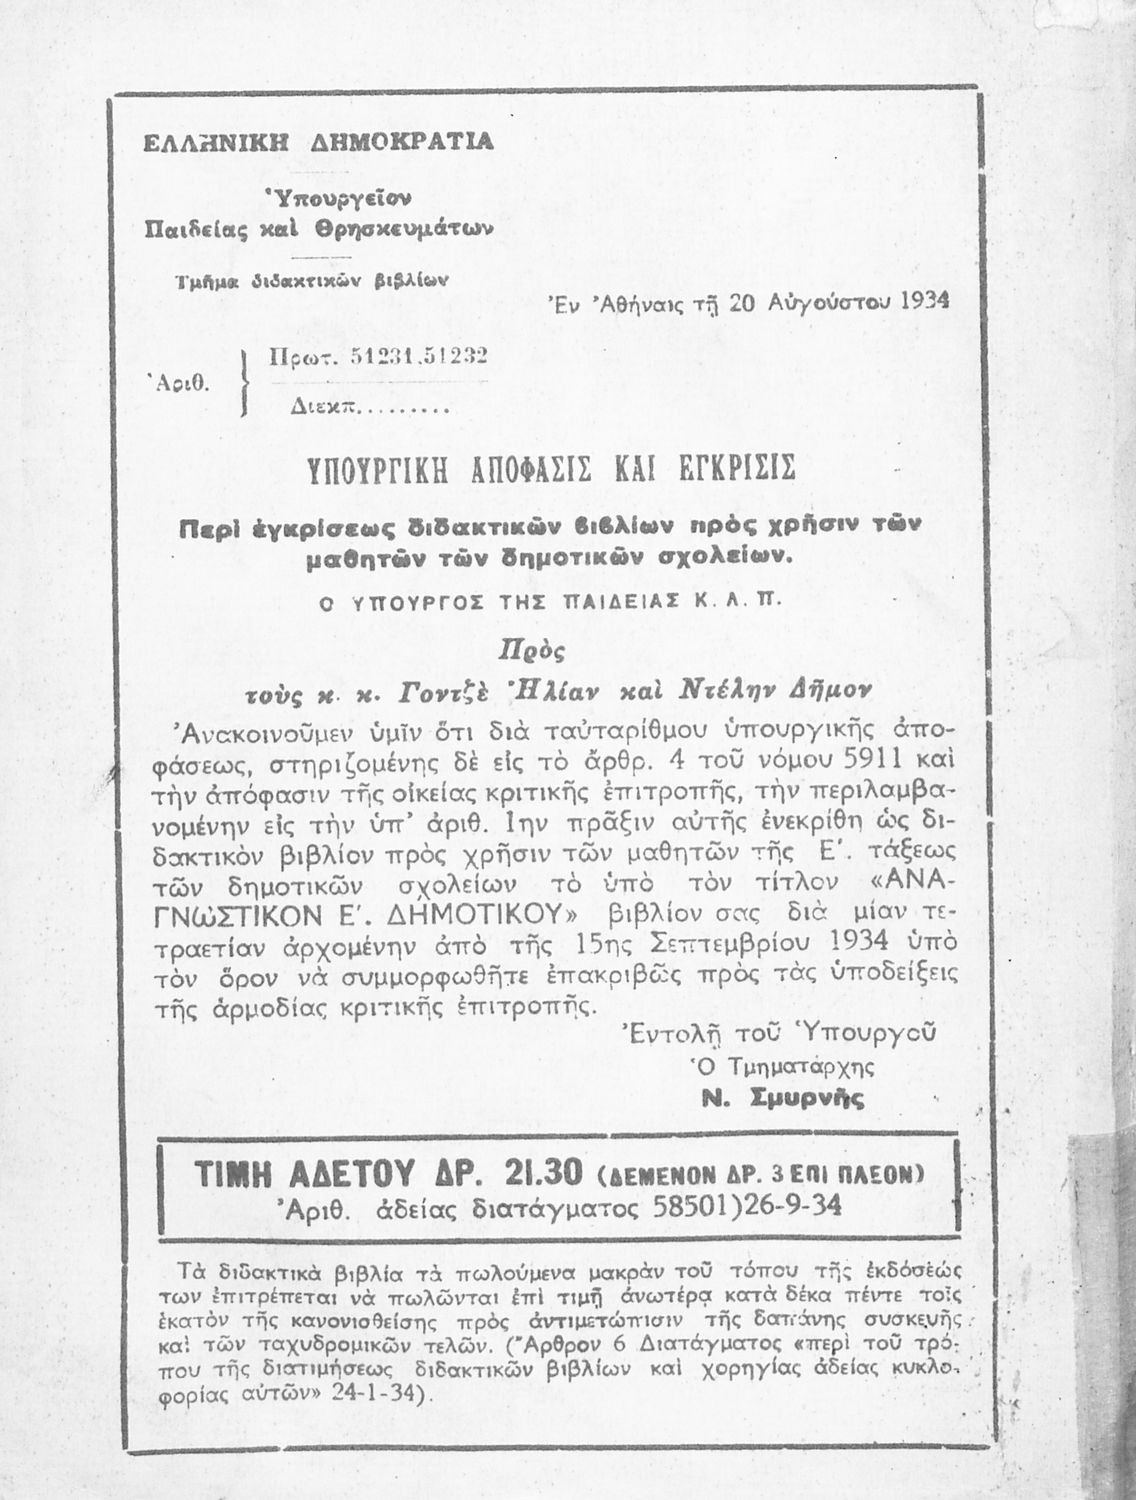 ΕΛΛΗΝΙΚΗ ΔΗΜΟΚΡΑΤΙΑ
Ὑπουργεῖον
Παιδείας καὶ Θρησκευμάτων
Τμῆμα διδακτικῶν βιβλίων
Ἐν Ἀθήναις τῇ 20 Αὐγούστου 1934
Ἀριθ. } Πρωτ. 51231.51232
Διεκπ.........
ΥΠΟΥΡΓΙΚΗ ΑΠΟΦΑΣΙΣ ΚΑΙ ΕΓΚΡΙΣΙΣ
Περὶ ἐγκρίσεως διδακτικῶν βιβλίων πρὸς χρῆσιν τῶν
μαθητῶν τῶν δημοτικῶν σχολείων.
Ο ΥΠΟΥΡΓΟΣ ΤΗΣ ΠΑΙΔΕΙΑΣ Κ. Λ. Π.
Πρὸς
τοὺς κ. κ. Γοντζὲ Ἠλίαν καὶ Ντέλην Δῆμον
Ἀνακοινοῦμεν ὑμῖν ὅτι διὰ ταὐταρίθμου ὑπουργικῆς ἀπο-
φάσεως, στηριζομένης δὲ εἰς τὸ ἄρθρ. 4 τοῦ νόμου 5911 καὶ
τὴν ἀπόφασιν τῆς οἰκείας κριτικῆς ἐπιτροπῆς, τὴν περιλαμβα-
νομένην εἰς τὴν ὑπ' ἀριθ. 1ην πρᾶξιν αὐτῆς ἐνεκρίθη ὡς δι-
δακτικὸν βιβλίον πρὸς χρῆσιν τῶν μαθητῶν τῆς Ε΄. τάξεως
τῶν δημοτικῶν σχολείων τὸ ὑπὸ τὸν τίτλον «ΑΝΑ-
ΓΝΩΣΤΙΚΟΝ Ε΄. ΔΗΜΟΤΙΚΟΥ» βιβλίον σας διὰ μίαν τε-
τραετίαν ἀρχομένην ἀπὸ τῆς 15ης Σεπτεμβρίου 1934 ὑπὸ
τὸν ὅρον νὰ συμμορφωθῆτε ἐπακριβῶς πρὸς τὰς ὑποδείξεις
τῆς ἁρμοδίας κριτικῆς ἐπιτροπῆς.
Ἐντολῇ τοῦ Ὑπουργοῦ
Ὁ Τμηματάρχης
Ν. Σμυρνῆς
ΤΙΜΗ ΑΔΕΤΟΥ ΔΡ. 21.30 (ΔΕΜΕΝΟΝ ΔΡ. 3 ΕΠΙ ΠΛΕΟΝ)
Ἀριθ. ἀδείας διατάγματος 58501)26-9-34
Τὰ διδακτικὰ βιβλία τὰ πωλούμενα μακρὰν τοῦ τόπου τῆς ἐκδόσεώς
των ἐπιτρέπεται νὰ πωλῶνται ἐπὶ τιμῇ ἀνωτέρᾳ κατὰ δέκα πέντε τοῖς
ἑκατὸν τῆς κανονισθείσης πρὸς ἀντιμετώπισιν τῆς δαπάνης συσκευῆς
καὶ τῶν ταχυδρομικῶν τελῶν. (Ἄρθρον 6 Διατάγματος «περὶ τοῦ τρό-
που τῆς διατιμήσεως διδακτικῶν βιβλίων καὶ χορηγίας ἀδείας κυκλο-
φορίας αὐτῶν» 24-1-34).